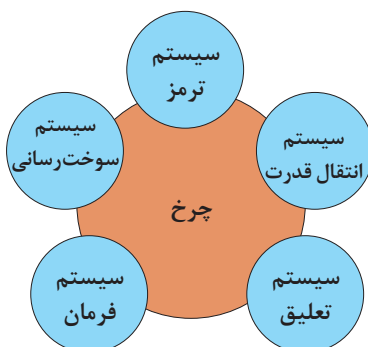 سیستم
ترمز
سیستم
انتقال قدرت
سیستم
سوخت‌رسانی
چرخ
سیستم
تعلیق
سیستم
فرمان